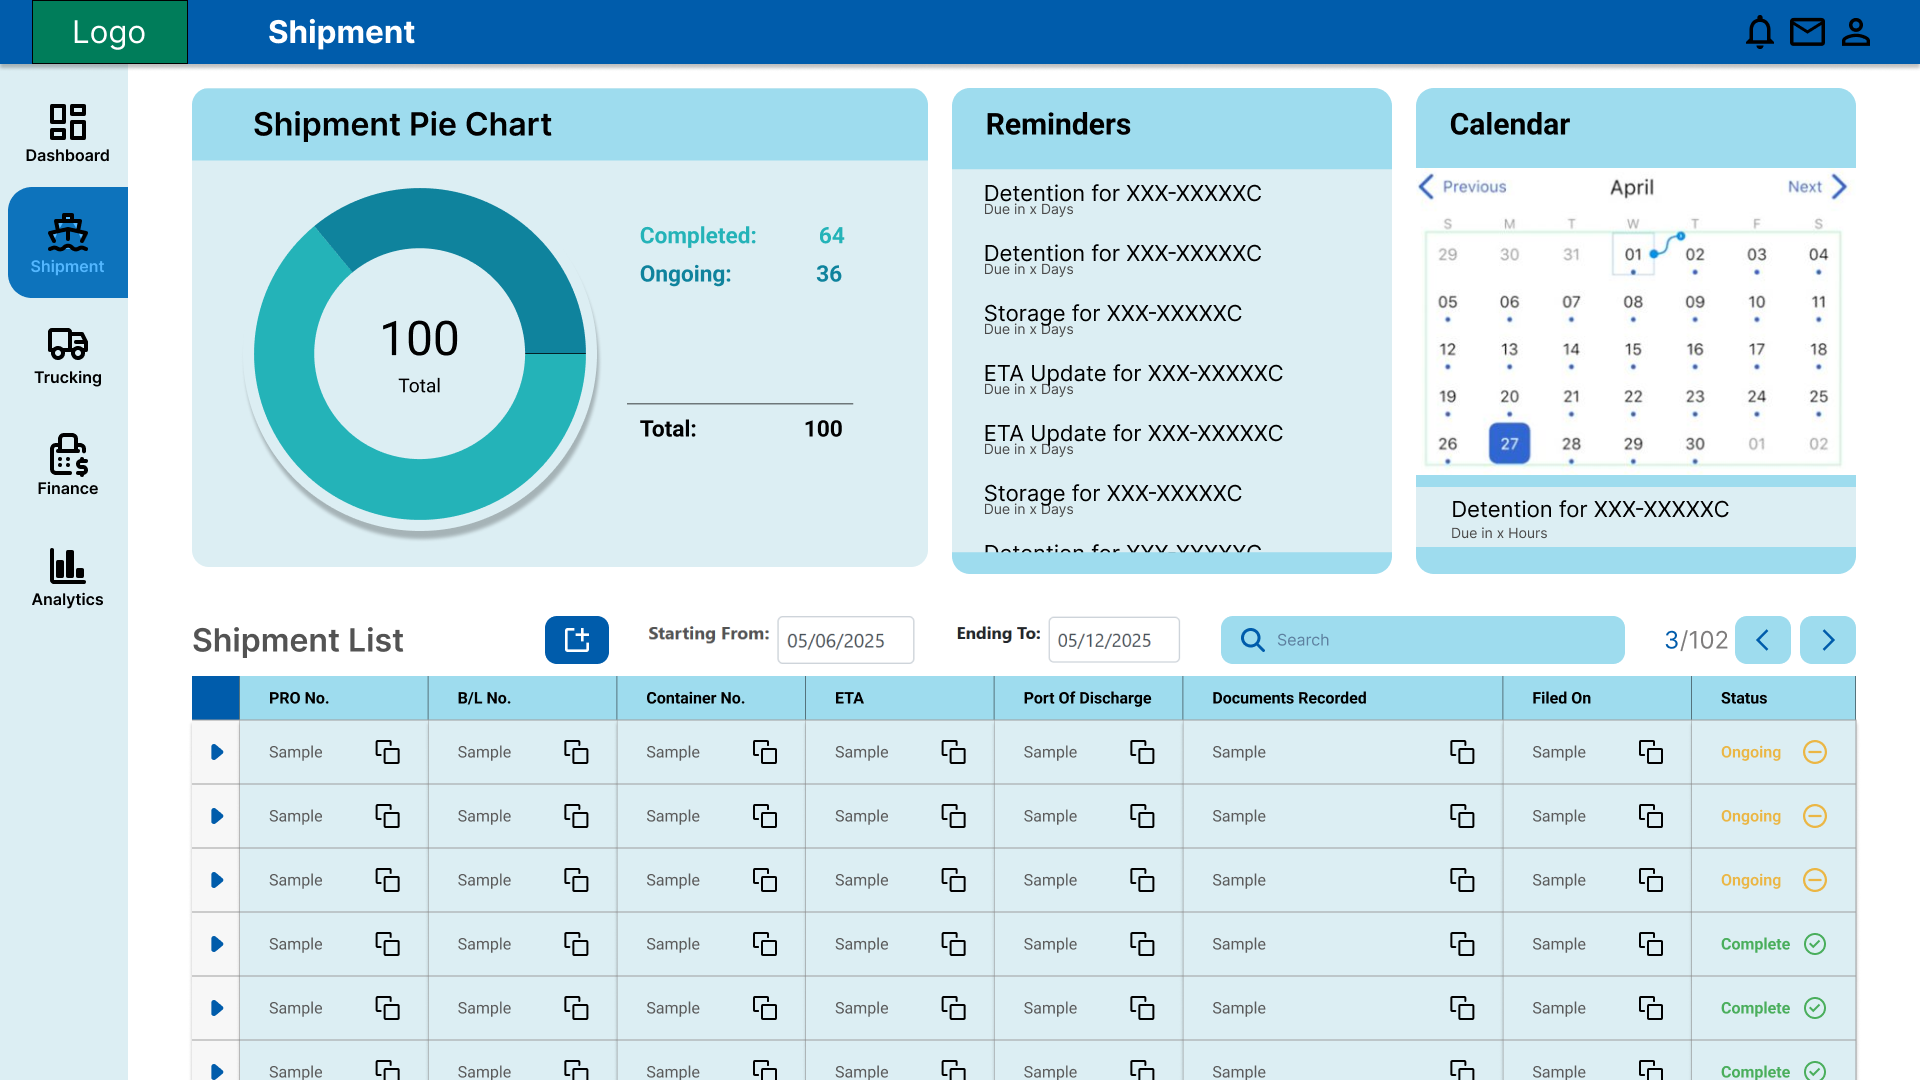 Logo
Shipment
Dashboard
Shipment
Trucking
Finance
Analytics
Shipment Pie Chart
100
Total
Completed: 64
Ongoing: 36
Total: 100
Reminders
Detention for XXX-XXXXXC
Due in x Days
Detention for XXX-XXXXXC
Due in x Days
Storage for XXX-XXXXXC
Due in x Days
ETA Update for XXX-XXXXXC
Due in x Days
ETA Update for XXX-XXXXXC
Due in x Days
Storage for XXX-XXXXXC
Due in x Days
Detention for XXX-XXXXXC
Calendar
Previous April Next
S M T W T F S
29 30 31 01 02 03 04
05 06 07 08 09 10 11
12 13 14 15 16 17 18
19 20 21 22 23 24 25
26 27 28 29 30 01 02
Detention for XXX-XXXXXC
Due in x Hours
Shipment List
Starting From: 05/06/2025
Ending To: 05/12/2025
Search
3/102
PRO No. B/L No. Container No. ETA Port Of Discharge Documents Recorded Filed On Status
Sample Sample Sample Sample Sample Sample Sample Ongoing
Sample Sample Sample Sample Sample Sample Sample Ongoing
Sample Sample Sample Sample Sample Sample Sample Ongoing
Sample Sample Sample Sample Sample Sample Sample Complete
Sample Sample Sample Sample Sample Sample Sample Complete
Sample Sample Sample Sample Sample Sample Sample Complete